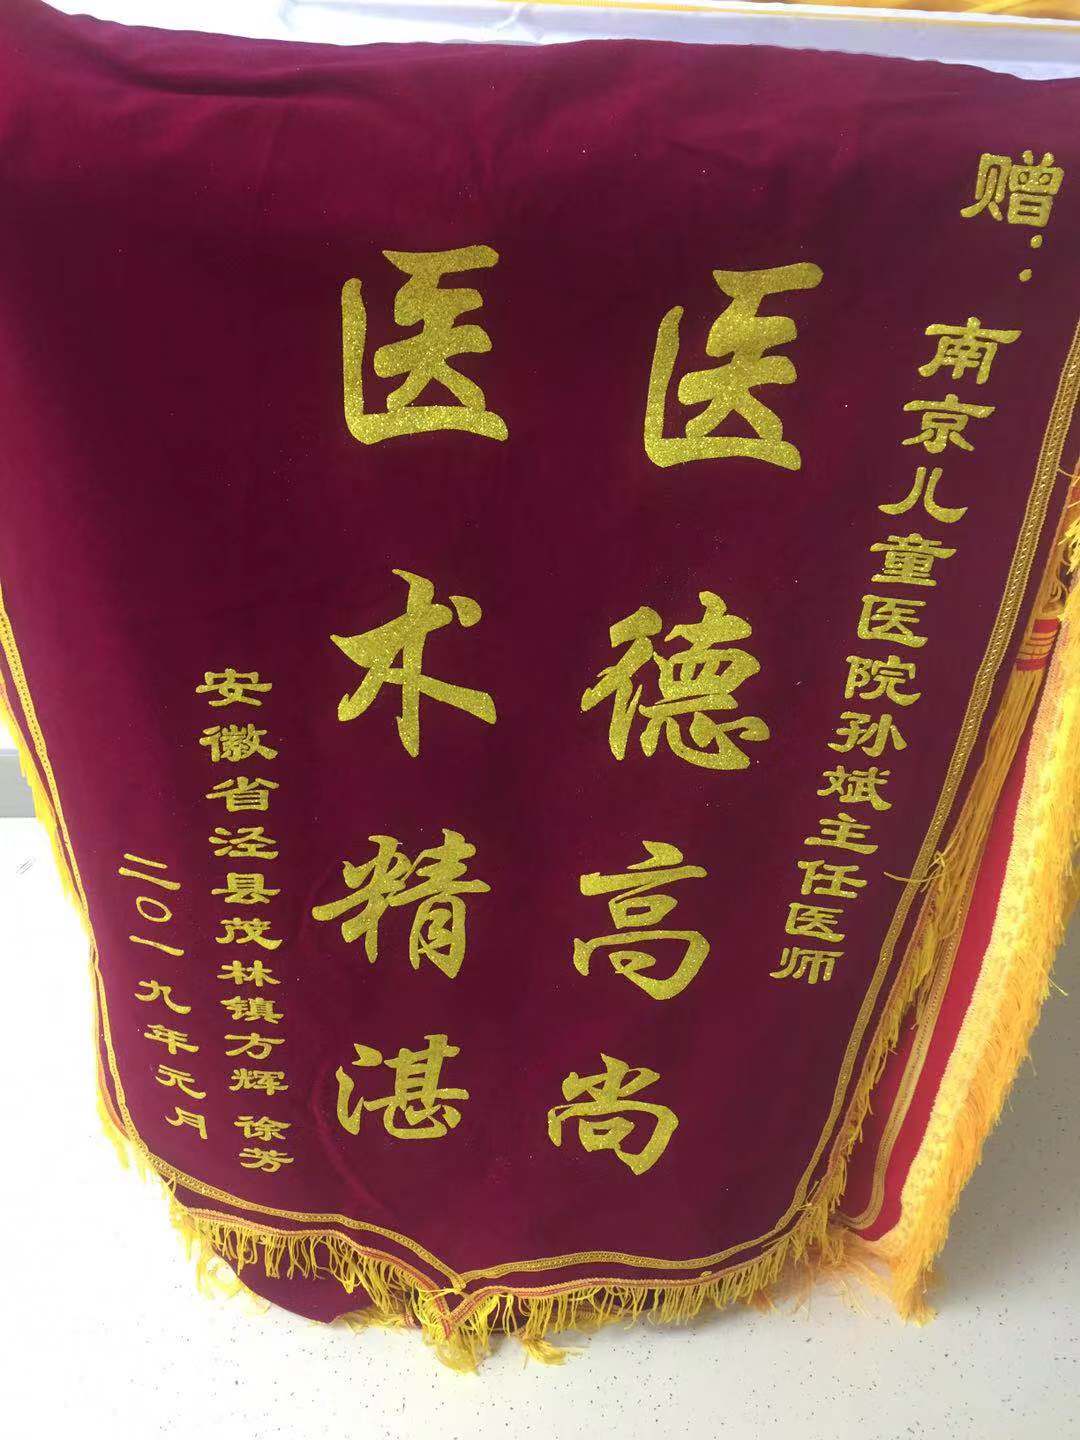 赠：
南京儿童医院孙斌主任医师
医德高尚
医术精湛
安徽省泾县茂林镇方辉 徐芳
二〇一九年元月